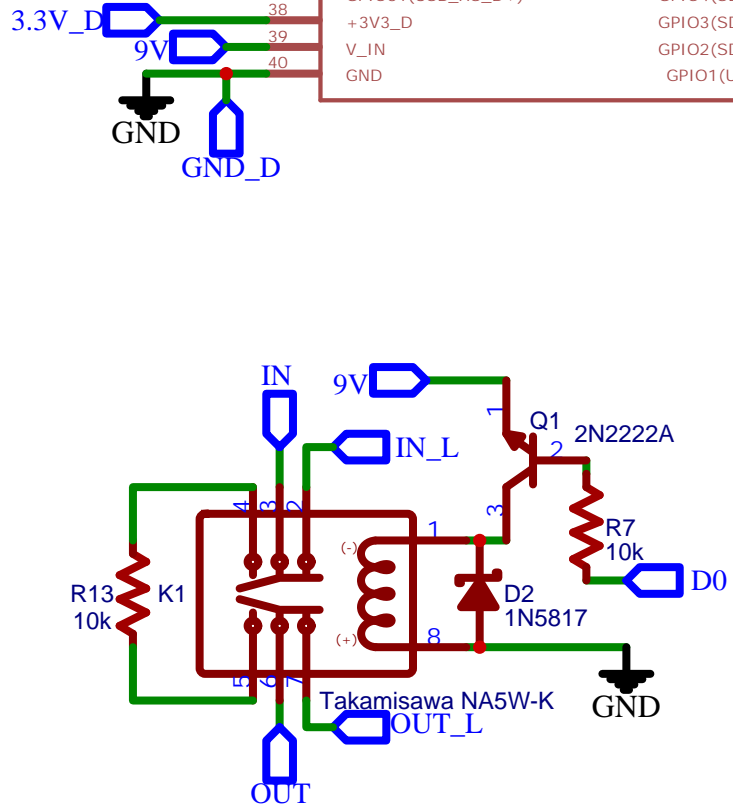 3.3V_D
38
+3V3_D
GPIO3(SD
9V
39
V_IN
GPIO2(SD
40
GND
GPIO1(U
GND
GND_D
IN
9V
1
Q1
2N2222A
IN_L
2
4
3
2
3
1
R7
10k
(-)
D0
R13
10k
K1
D2
1N5817
(+)
8
5
6
7
Takamisawa NA5W-K
GND
OUT_L
OUT